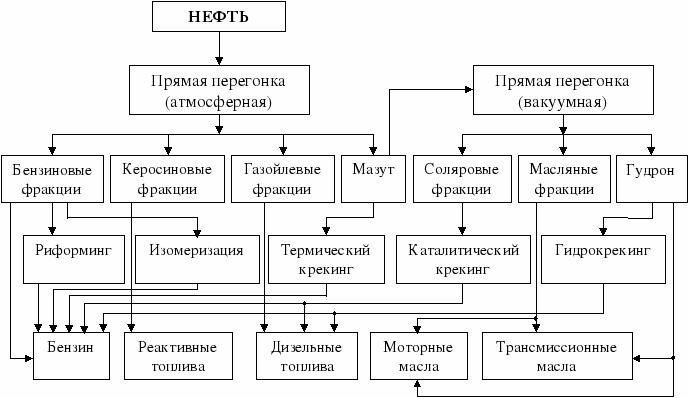 НЕФТЬ
Прямая перегонка
(атмосферная)
Прямая перегонка
(вакуумная)
Бензиновые
фракции
Керосиновые
фракции
Газойлевые
фракции
Мазут
Соляровые
фракции
Масляные
фракции
Гудрон
Риформинг
Изомеризация
Термический
крекинг
Каталитический
крекинг
Гидрокрекинг
Бензин
Реактивные
топлива
Дизельные
топлива
Моторные
масла
Трансмиссионные
масла